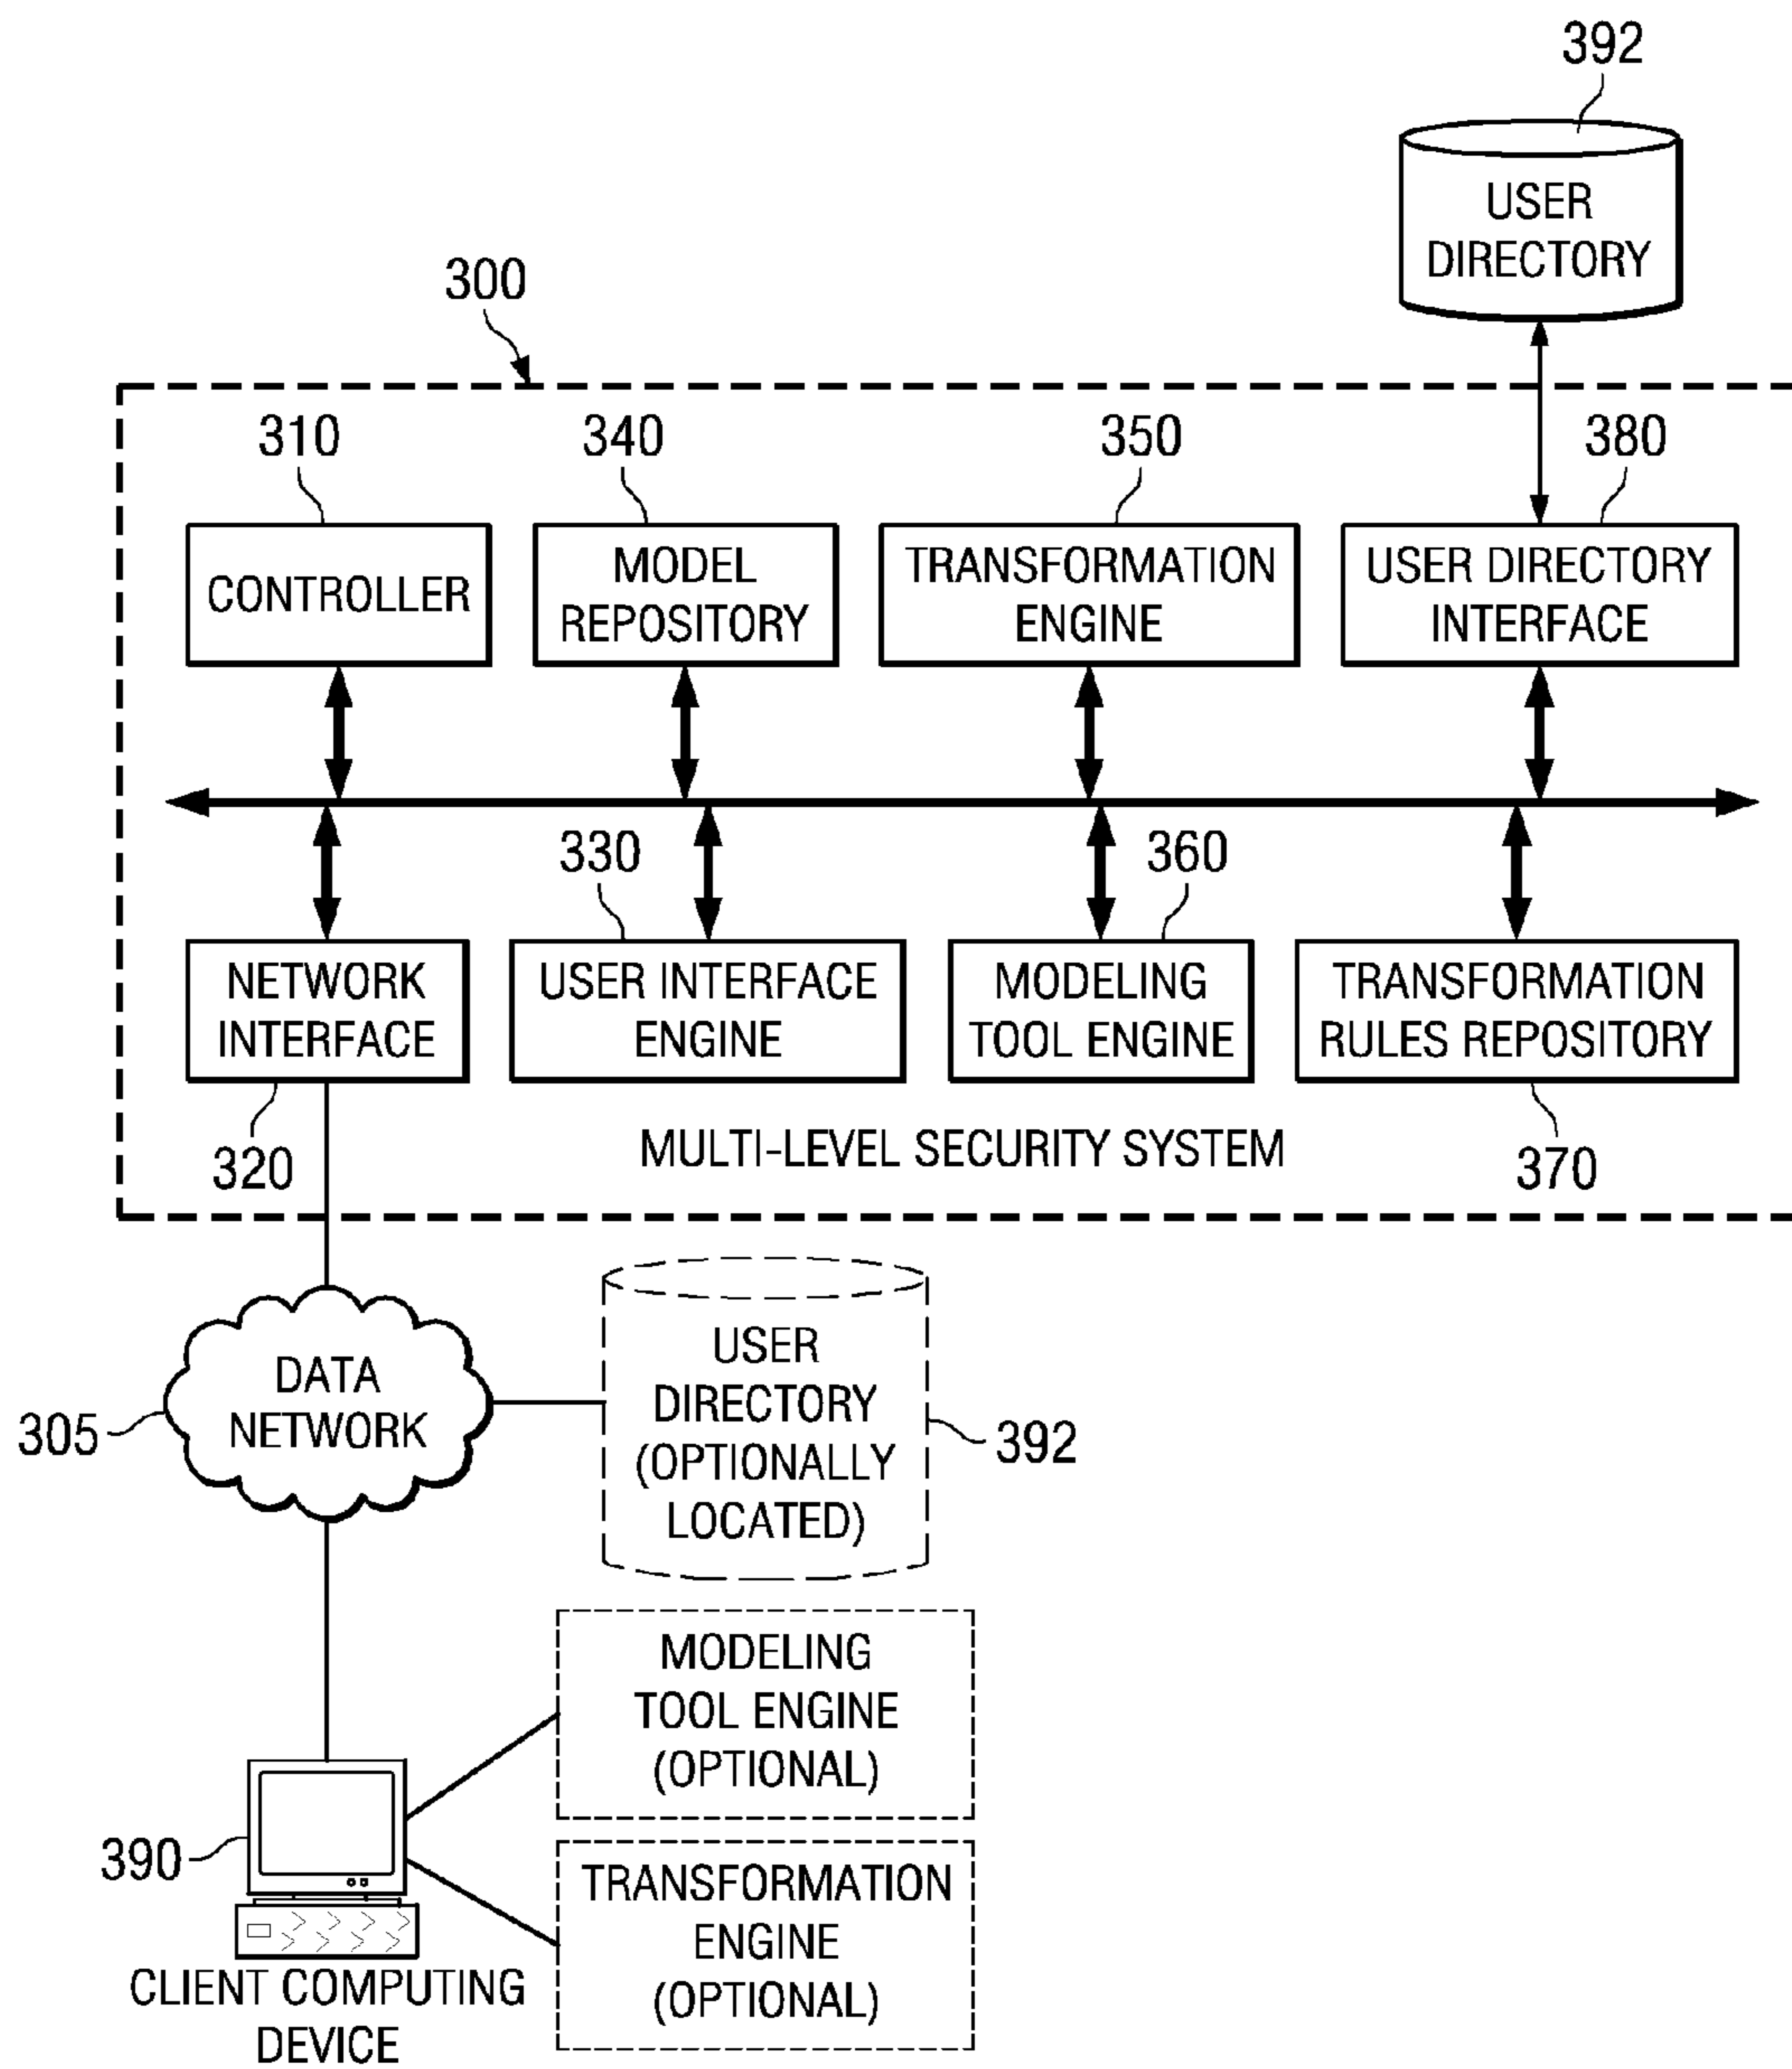 392
USER
DIRECTORY
300
310
340
350
380
CONTROLLER
MODEL
REPOSITORY
TRANSFORMATION
ENGINE
USER DIRECTORY
INTERFACE
330
360
NETWORK
INTERFACE
USER INTERFACE
ENGINE
MODELING
TOOL ENGINE
TRANSFORMATION
RULES REPOSITORY
320
MULTI-LEVEL SECURITY SYSTEM
370
DATA
NETWORK
305
USER
DIRECTORY
(OPTIONALLY
LOCATED)
392
MODELING
TOOL ENGINE
(OPTIONAL)
390
TRANSFORMATION
ENGINE
(OPTIONAL)
CLIENT COMPUTING
DEVICE